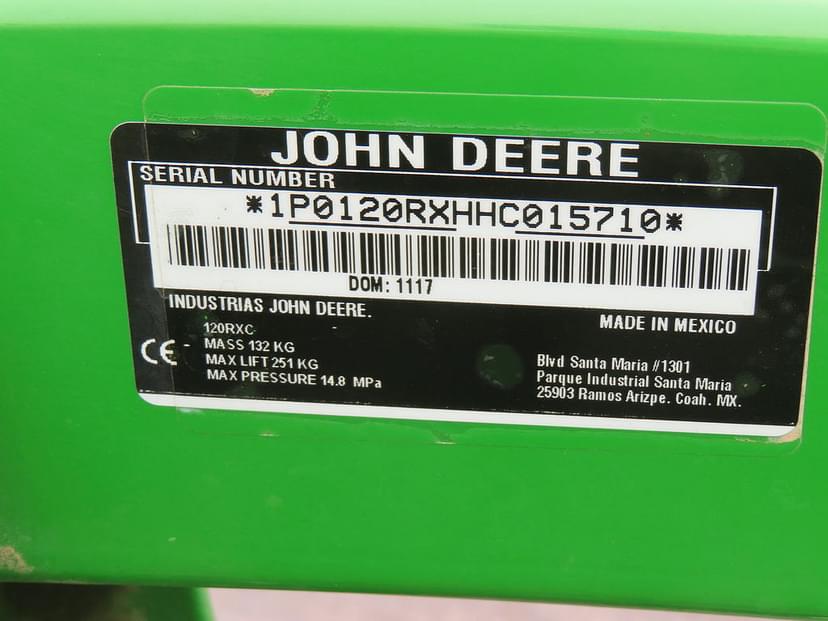 JOHN DEERE
SERIAL NUMBER
*1P0120RXHHC015710*
DOM: 1117
INDUSTRIAS JOHN DEERE.
MADE IN MEXICO
120RXC
CE
MASS 132 KG
MAX LIFT 251 KG
MAX PRESSURE 14.8 MPa
Blvd Santa Maria //1301
Parque Industrial Santa Maria
25903 Ramos Arizpe. Coah. MX.